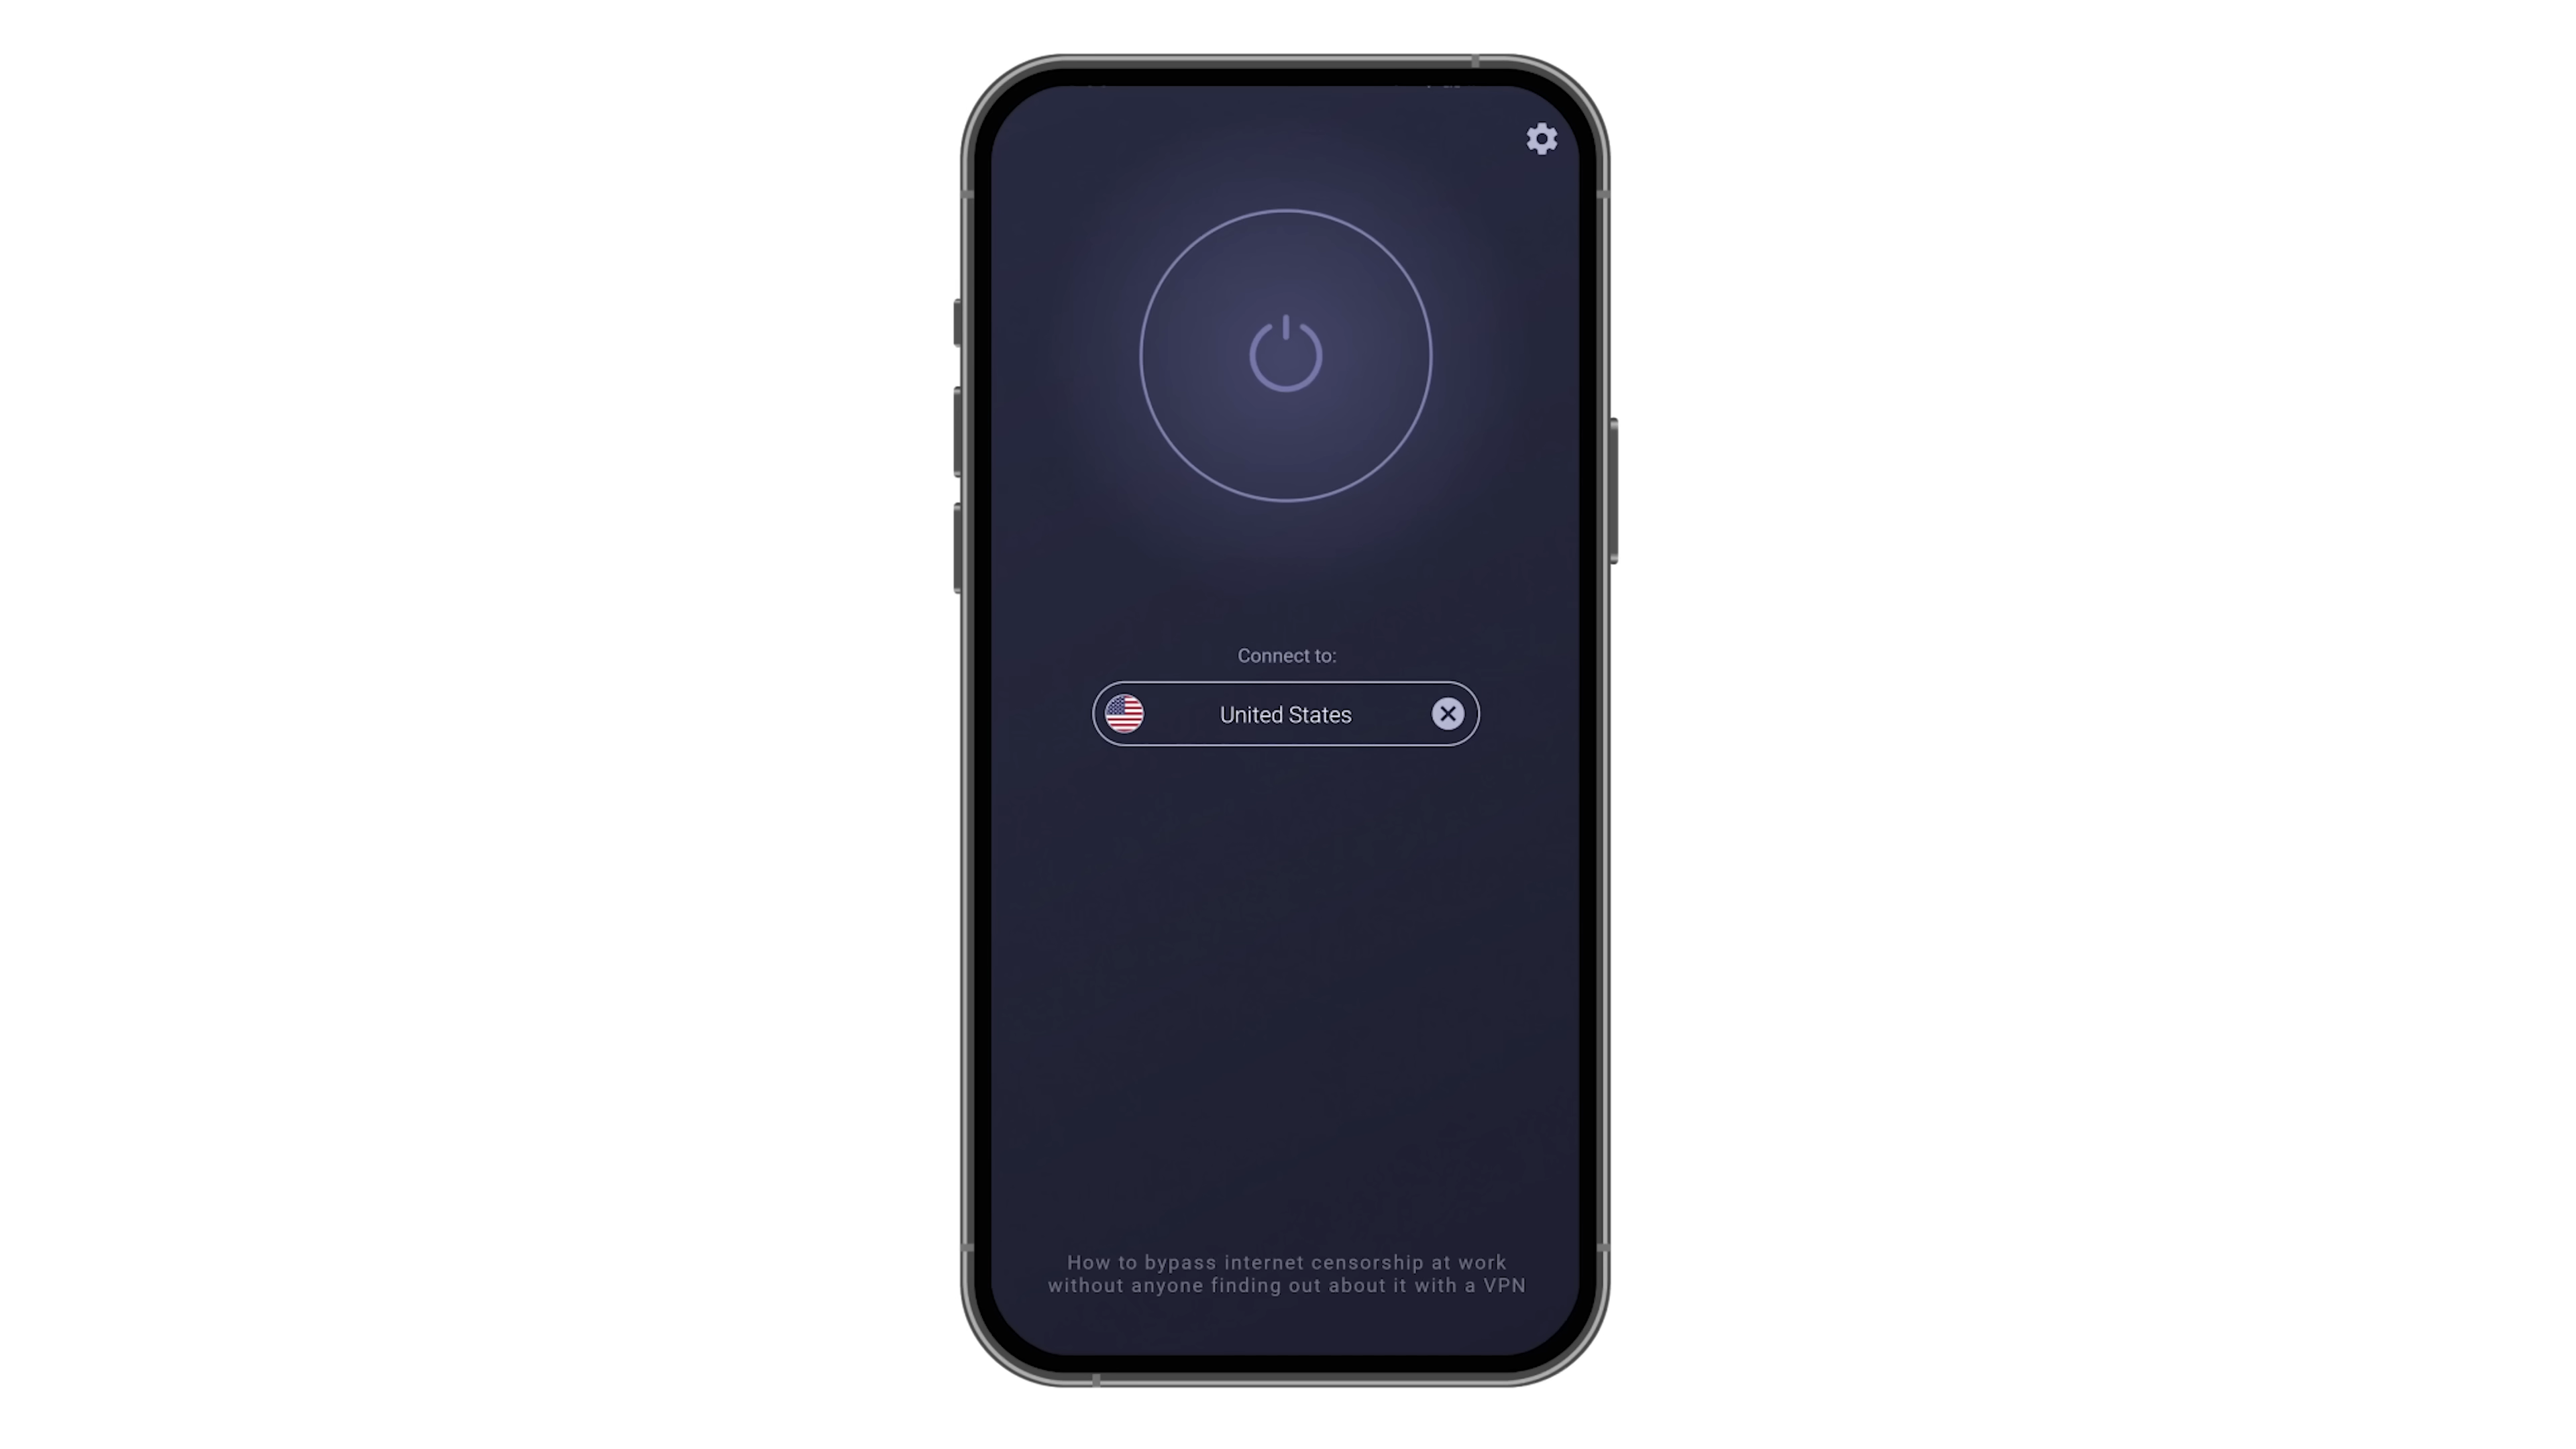 Connect to:
United States
How to bypass internet censorship at work
without anyone finding out about it with a VPN